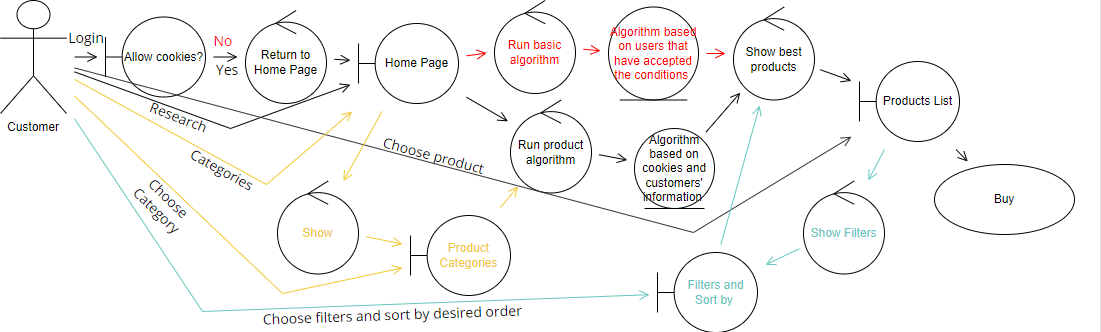 Login
Customer
Allow cookies?
No
Yes
Return to
Home Page
Home Page
Run basic
algorithm
Algorithm based
on users that
have accepted
the conditions
Show best
products
Products List
Research
Categories
Choose
Category
Choose product
Run product
algorithm
Algorithm
based on
cookies and
customers'
information
Buy
Show
Product
Categories
Show Filters
Filters and
Sort by
Choose filters and sort by desired order